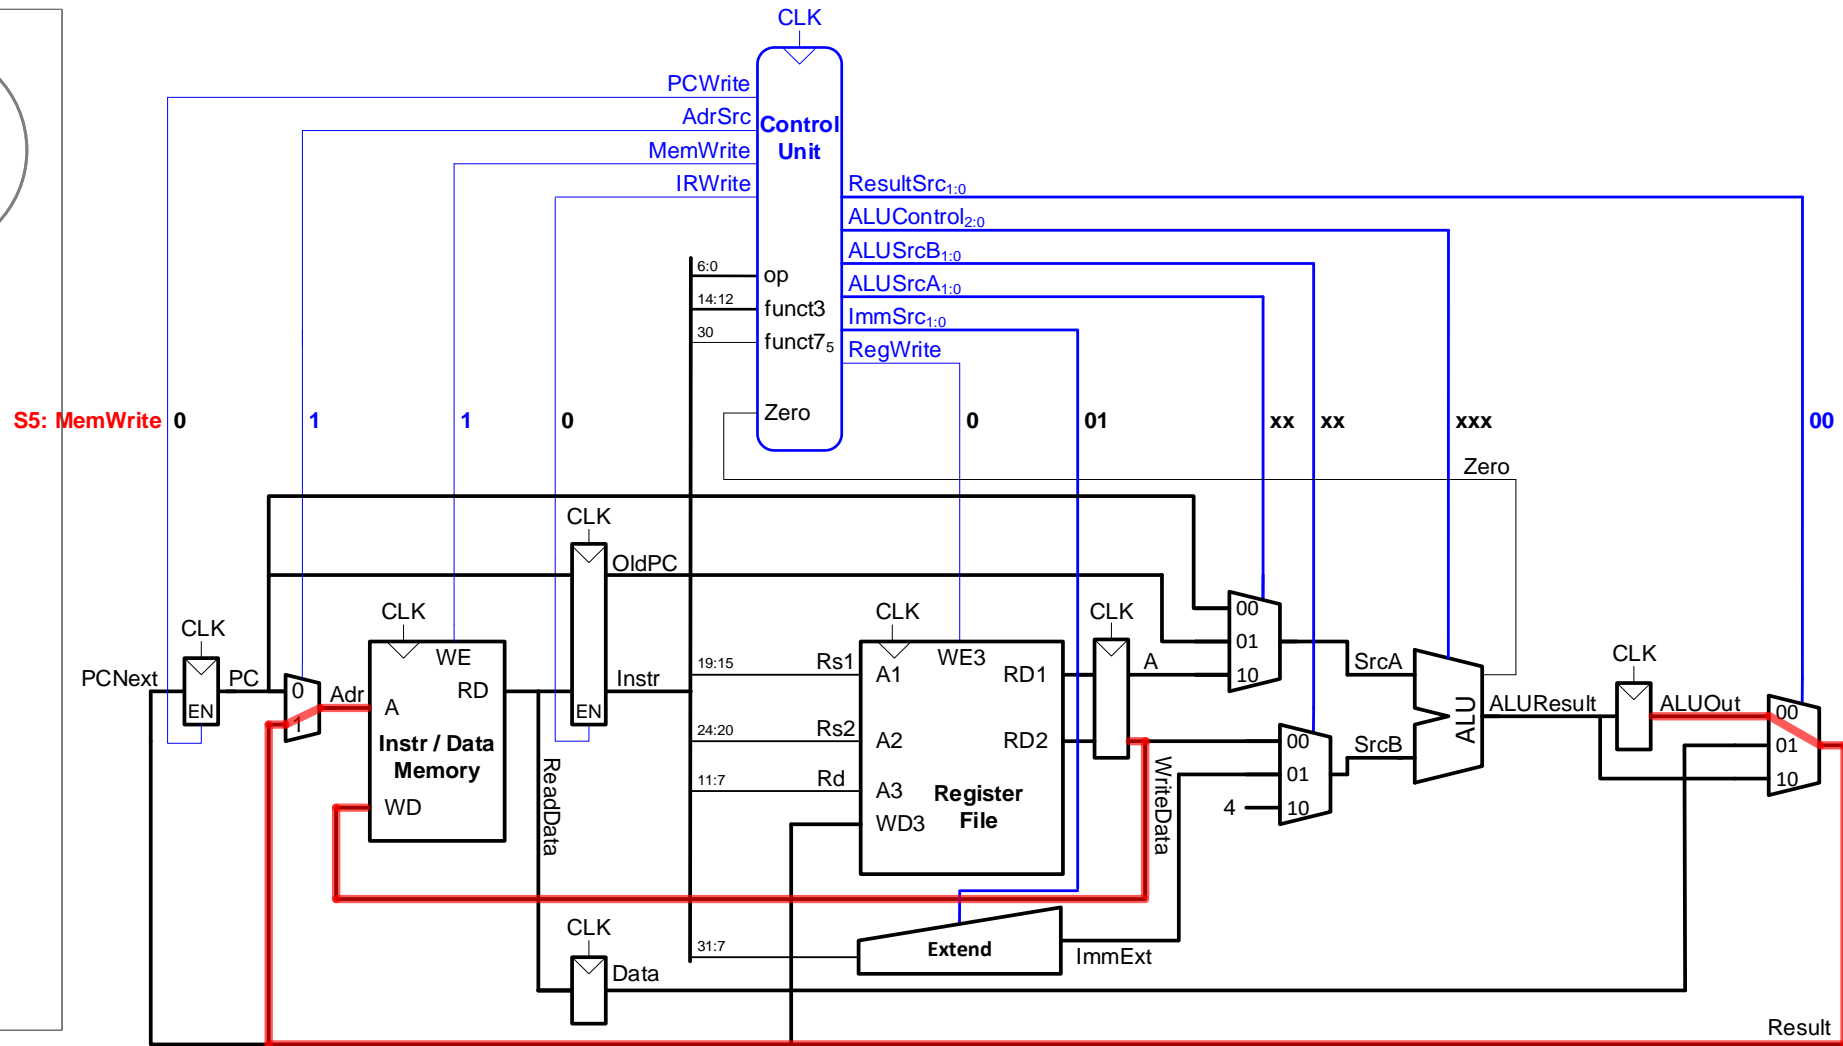 CLK
PCWrite
AdrSrc
MemWrite
IRWrite
Control
Unit
ResultSrc1:0
ALUControl2:0
ALUSrcB1:0
ALUSrcA1:0
ImmSrc1:0
RegWrite
6:0 op
14:12 funct3
30 funct75
Zero
S5: MemWrite 0 1 1 0 0 01 xx xx xxx 00
Zero
CLK
OldPC
CLK
CLK
CLK
CLK
CLK
PCNext
PC
EN
0
1
Adr
WE
A
RD
Instr / Data
Memory
WD
EN
Instr
ReadData
19:15 Rs1
24:20 Rs2
11:7 Rd
31:7
A1
A2
A3
WD3
WE3
RD1
RD2
Register
File
A
WriteData
00
01
10
SrcA
00
01
10
4
SrcB
ALU
ALUResult
CLK
ALUOut
00
01
10
Extend
ImmExt
CLK
Data
Result